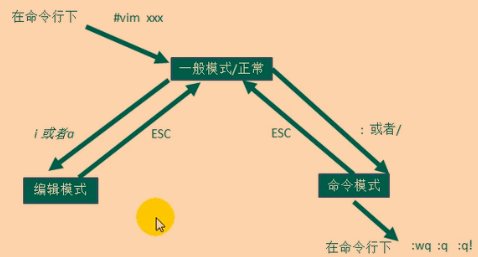 在命令行下 #vim xxx
一般模式/正常
i 或者a
ESC
ESC
: 或者/
编辑模式
命令模式
在命令行下 :wq :q :q!